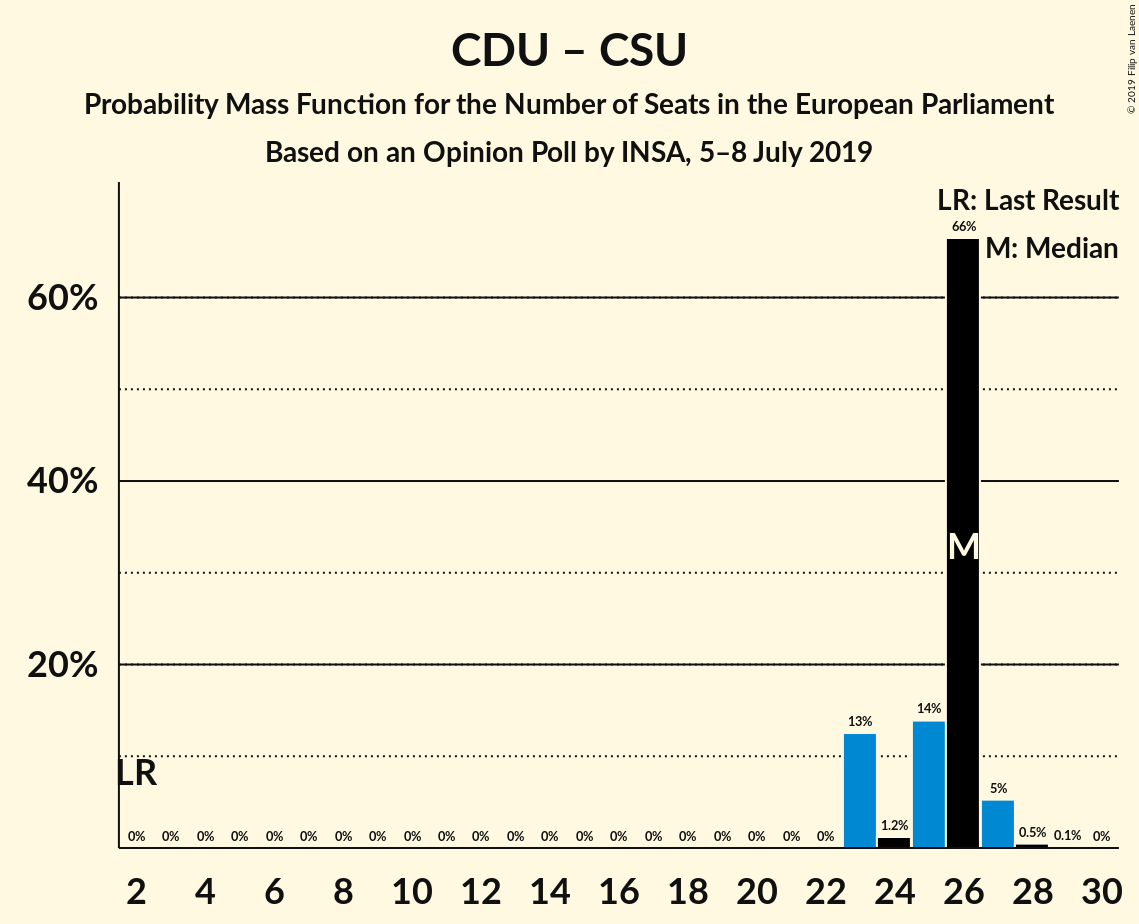 CDU – CSU
Probability Mass Function for the Number of Seats in the European Parliament
Based on an Opinion Poll by INSA, 5–8 July 2019
© 2019 Filip van Laenen
LR: Last Result
M: Median
66%
60%
40%
M
20%
14%
13%
LR
5%
1.2%
0.5%
0.1%
0% 0% 0% 0% 0% 0% 0% 0% 0% 0% 0% 0% 0% 0% 0% 0% 0% 0% 0% 0% 0% 0%
2 4 6 8 10 12 14 16 18 20 22 24 26 28 30